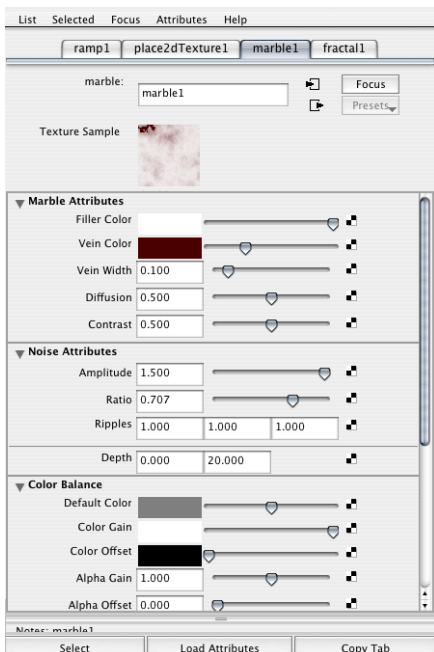 List Selected Focus Attributes Help
ramp1 place2dTexture1 marble1 fractal1
marble: marble1 Focus
Presets
Texture Sample
Marble Attributes
Filler Color
Vein Color
Vein Width 0.100
Diffusion 0.500
Contrast 0.500
Noise Attributes
Amplitude 1.500
Ratio 0.707
Ripples 1.000 1.000 1.000
Depth 0.000 20.000
Color Balance
Default Color
Color Gain
Color Offset
Alpha Gain 1.000
Alpha Offset 0.000
Notes: marble1
Select Load Attributes Copy Tab